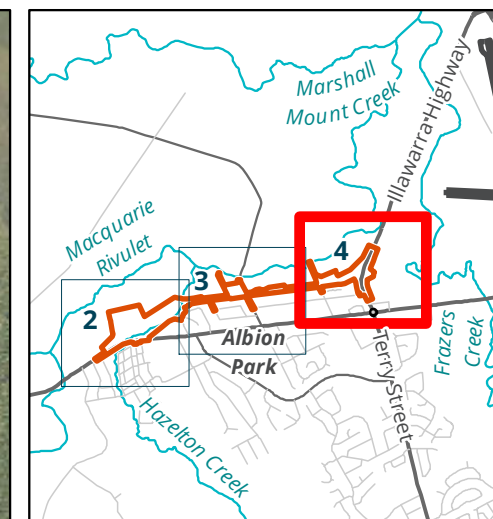 Marshall
Mount Creek
Illawarra Highway
Macquarie
Rivulet
4
3
2
Albion
Park
Frazers
Creek
Terry Street
Hazelton Creek